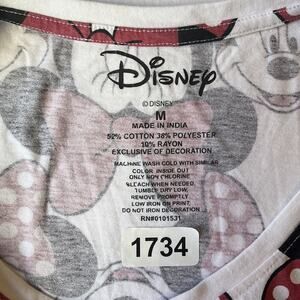 Disney
© DISNEY
M
MADE IN INDIA
52% COTTON 38% POLYESTER
10% RAYON
EXCLUSIVE OF DECORATION
MACHINE WASH COLD WITH SIMILAR
COLOR INSIDE OUT
ONLY NON CHLORINE
BLEACH WHEN NEEDED
TUMBLE DRY LOW,
REMOVE PROMPTLY
LOW IRON ON PRINT
DO NOT IRON DECORATION
RN#0101531
1734